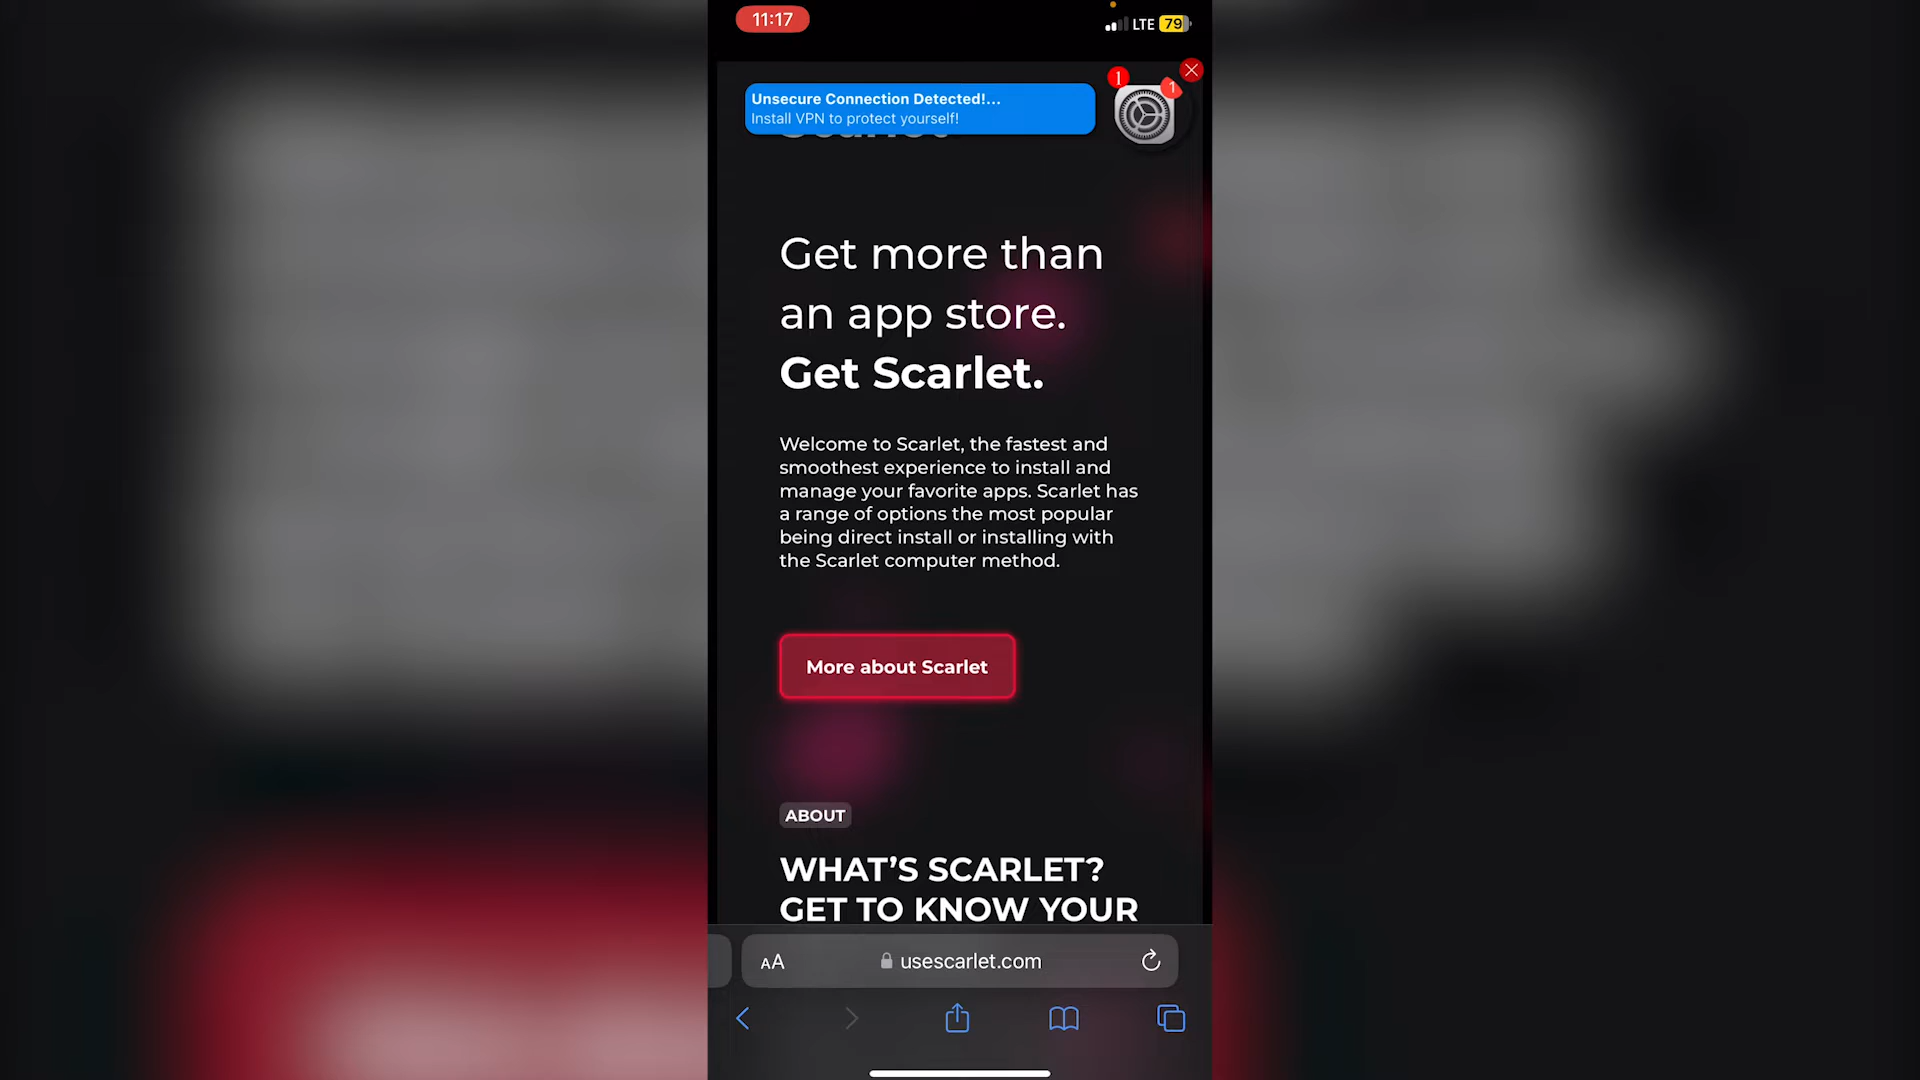 11:17
LTE 79
Unsecure Connection Detected!...
Install VPN to protect yourself!
1
1
Scarlet
Get more than
an app store.
Get Scarlet.
Welcome to Scarlet, the fastest and
smoothest experience to install and
manage your favorite apps. Scarlet has
a range of options the most popular
being direct install or installing with
the Scarlet computer method.
More about Scarlet
ABOUT
WHAT’S SCARLET?
GET TO KNOW YOUR
AA usescarlet.com